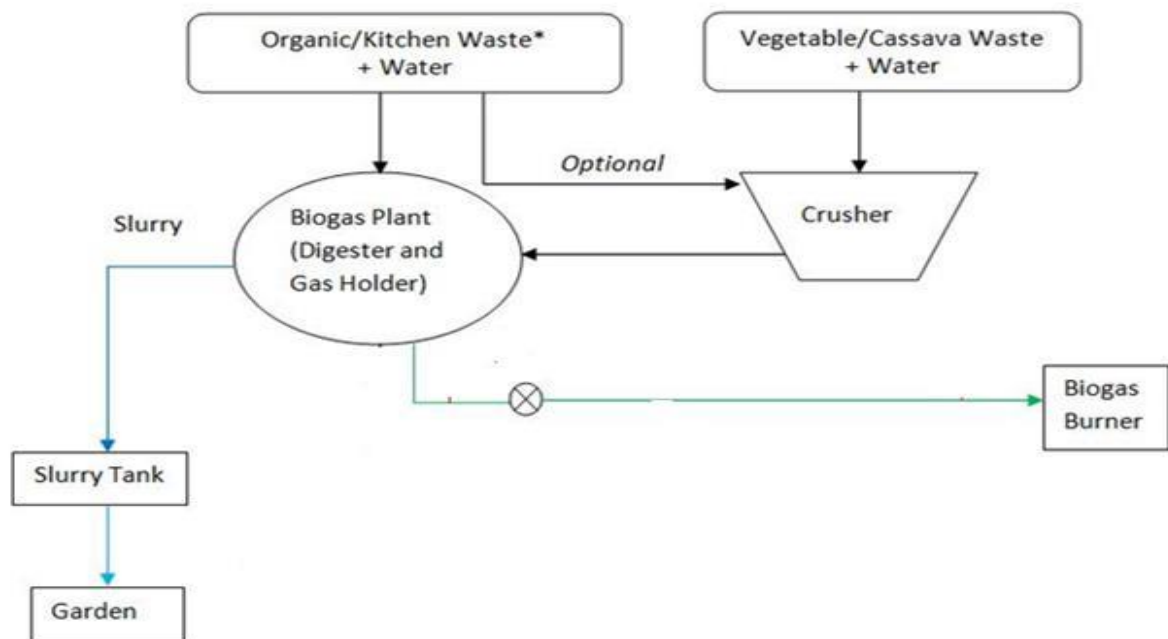 Organic/Kitchen Waste*
+ Water
Vegetable/Cassava Waste
+ Water
Optional
Slurry
Biogas Plant
(Digester and
Gas Holder)
Crusher
Biogas
Burner
Slurry Tank
Garden